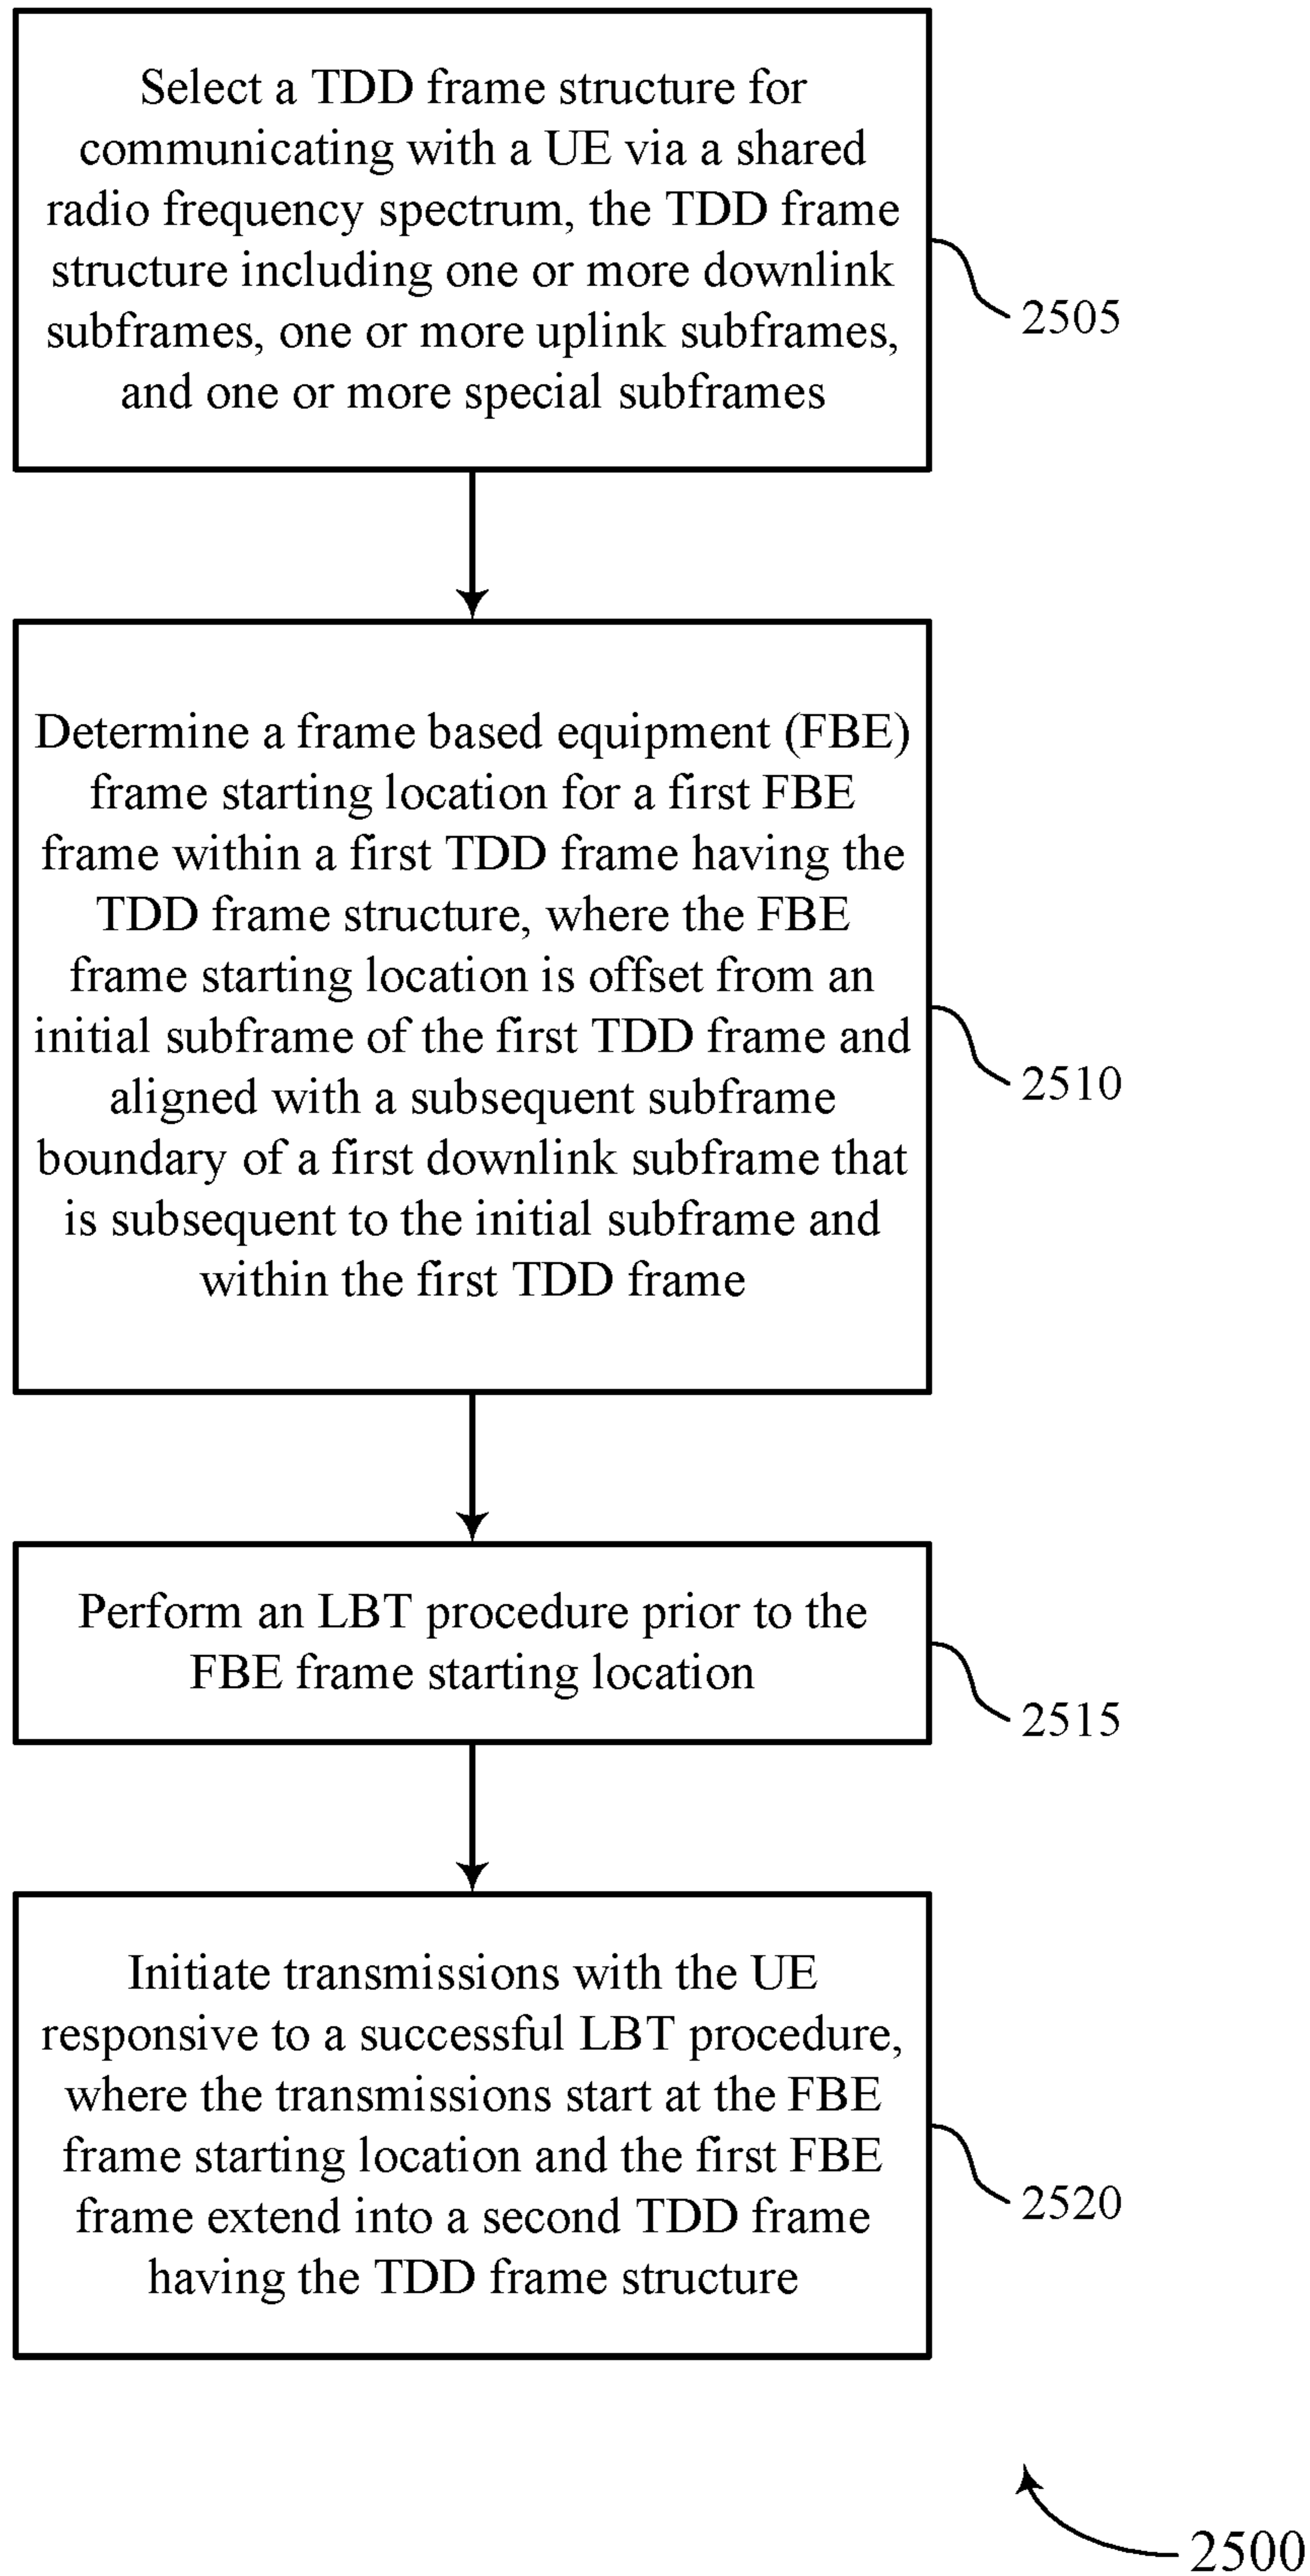 Select a TDD frame structure for
communicating with a UE via a shared
radio frequency spectrum, the TDD frame
structure including one or more downlink
subframes, one or more uplink subframes,
and one or more special subframes
2505
Determine a frame based equipment (FBE)
frame starting location for a first FBE
frame within a first TDD frame having the
TDD frame structure, where the FBE
frame starting location is offset from an
initial subframe of the first TDD frame and
aligned with a subsequent subframe
boundary of a first downlink subframe that
is subsequent to the initial subframe and
within the first TDD frame
2510
Perform an LBT procedure prior to the
FBE frame starting location
2515
Initiate transmissions with the UE
responsive to a successful LBT procedure,
where the transmissions start at the FBE
frame starting location and the first FBE
frame extend into a second TDD frame
having the TDD frame structure
2520
2500